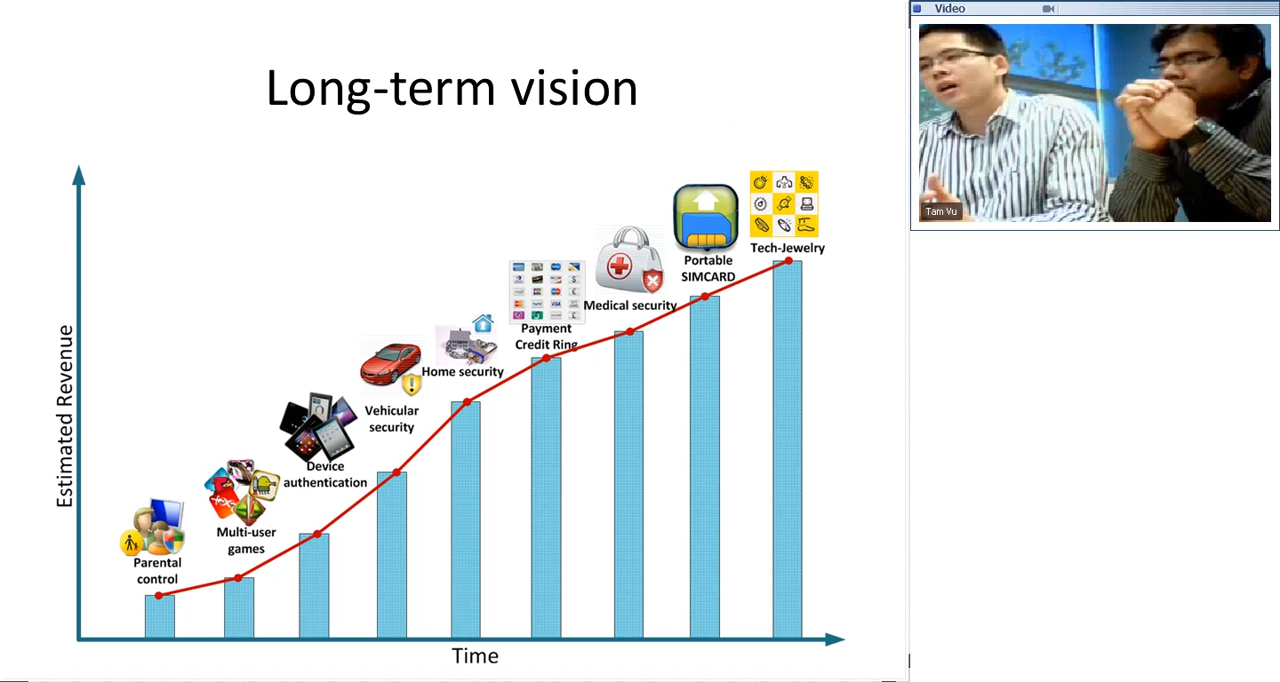 Long-term vision
Video
Tam Vu
Tech-Jewelry
Portable
SIMCARD
Medical security
Payment
Credit Ring
Home security
Vehicular
security
Device
authentication
Multi-user
games
Parental
control
Estimated Revenue
Time